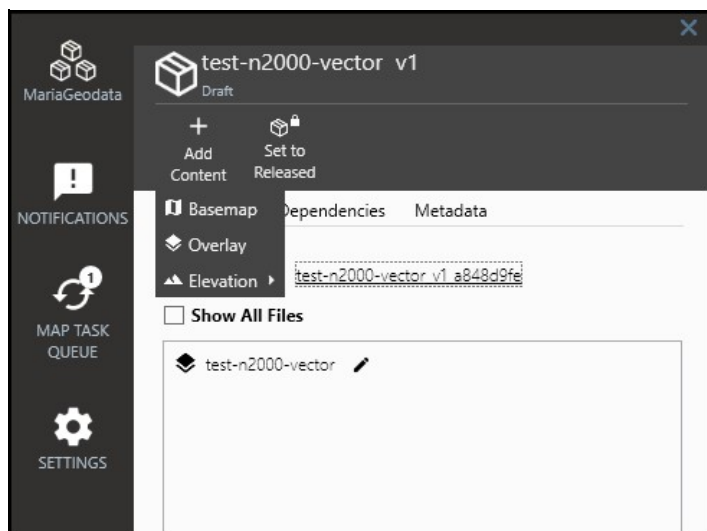 MariaGeodata
NOTIFICATIONS
1
MAP TASK
QUEUE
SETTINGS
test-n2000-vector v1
Draft
Add
Content
Set to
Released
Basemap
Overlay
Elevation
Dependencies
Metadata
test-n2000-vector v1 a848d9fe
Show All Files
test-n2000-vector